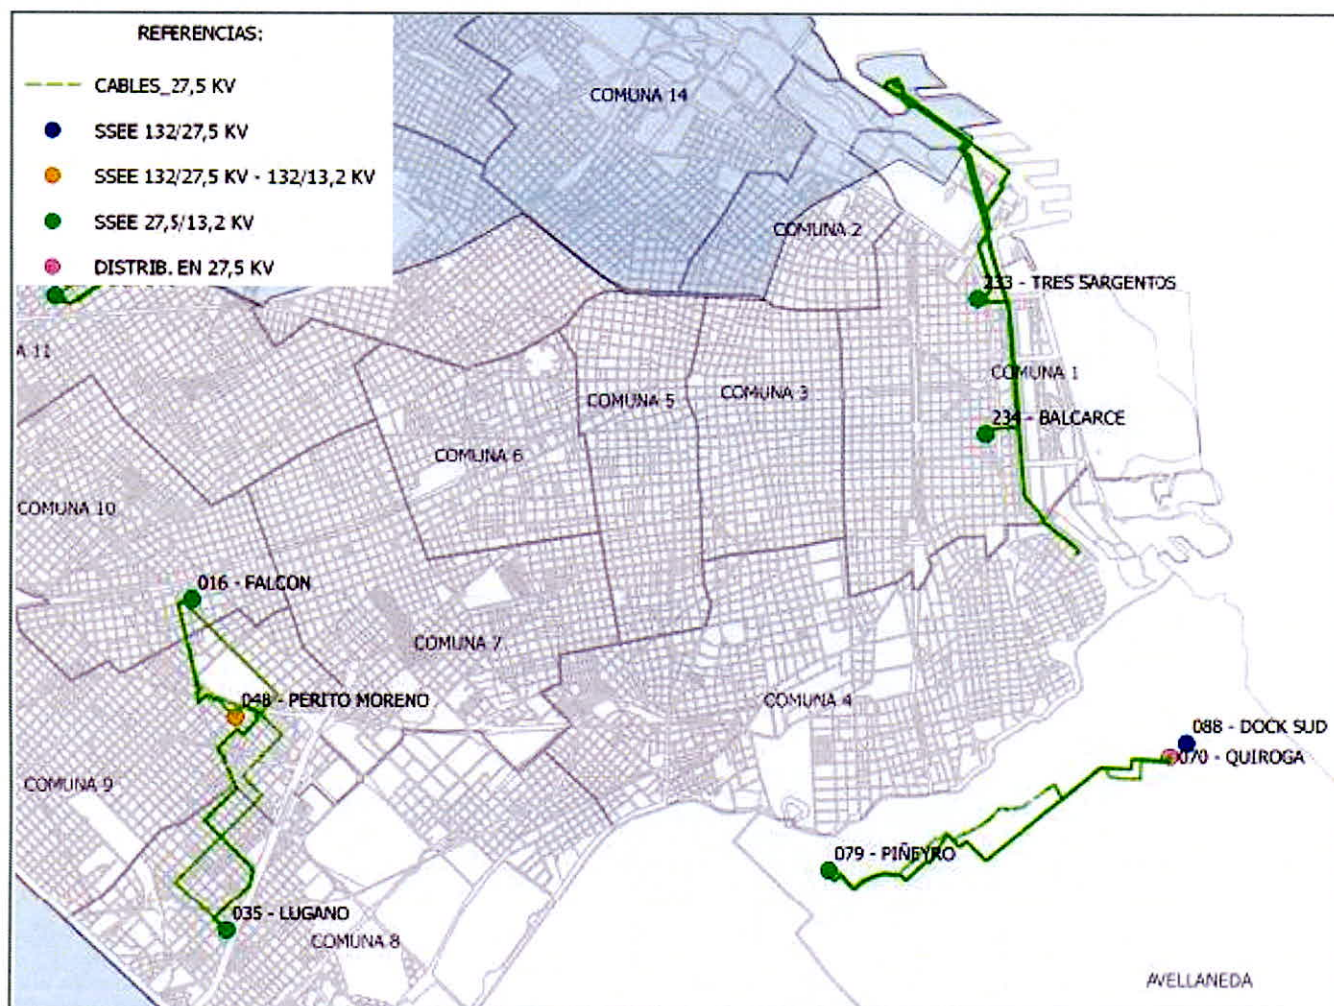 REFERENCIAS:
CABLES_27,5 KV
SSEE 132/27,5 KV
SSEE 132/27,5 KV - 132/13,2 KV
SSEE 27,5/13,2 KV
DISTRIB. EN 27,5 KV
COMUNA 14
COMUNA 2
233 - TRES SARGENTOS
A 11
COMUNA 1
COMUNA 3
COMUNA 5
234 - BALCARCE
COMUNA 6
COMUNA 10
016 - FALCON
COMUNA 7
048 - PERITO MORENO
COMUNA 4
088 - DOCK SUD
070 - QUIROGA
COMUNA 9
079 - PIÑEYRO
035 - LUGANO
COMUNA 8
AVELLANEDA